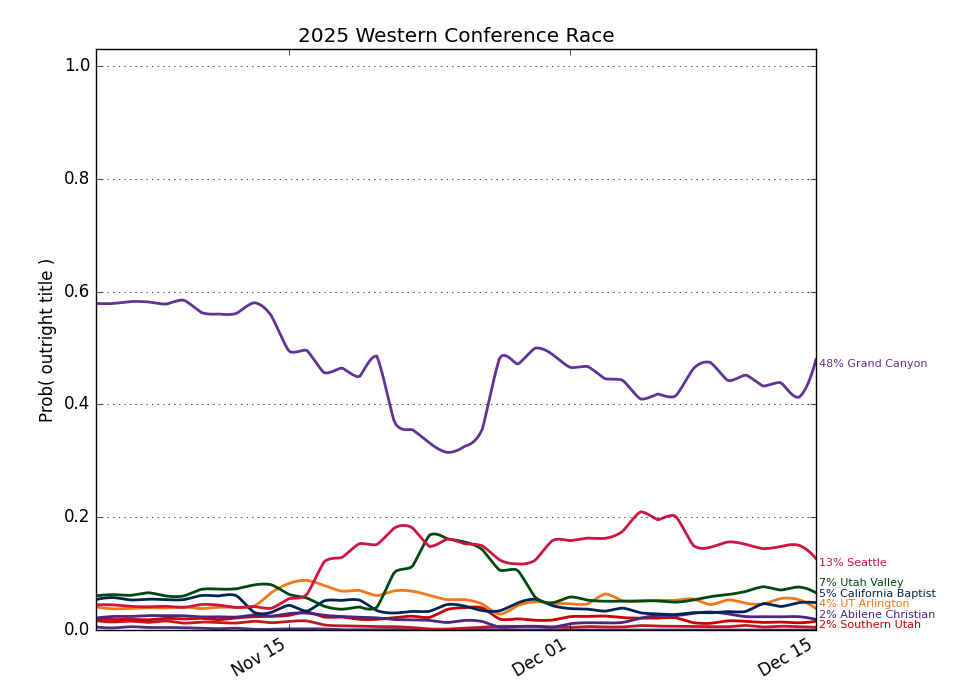 2025 Western Conference Race
Prob( outright title )
1.0
0.8
0.6
0.4
0.2
0.0
Nov 15
Dec 01
Dec 15
48% Grand Canyon
13% Seattle
7% Utah Valley
5% California Baptist
4% UT Arlington
2% Abilene Christian
2% Southern Utah